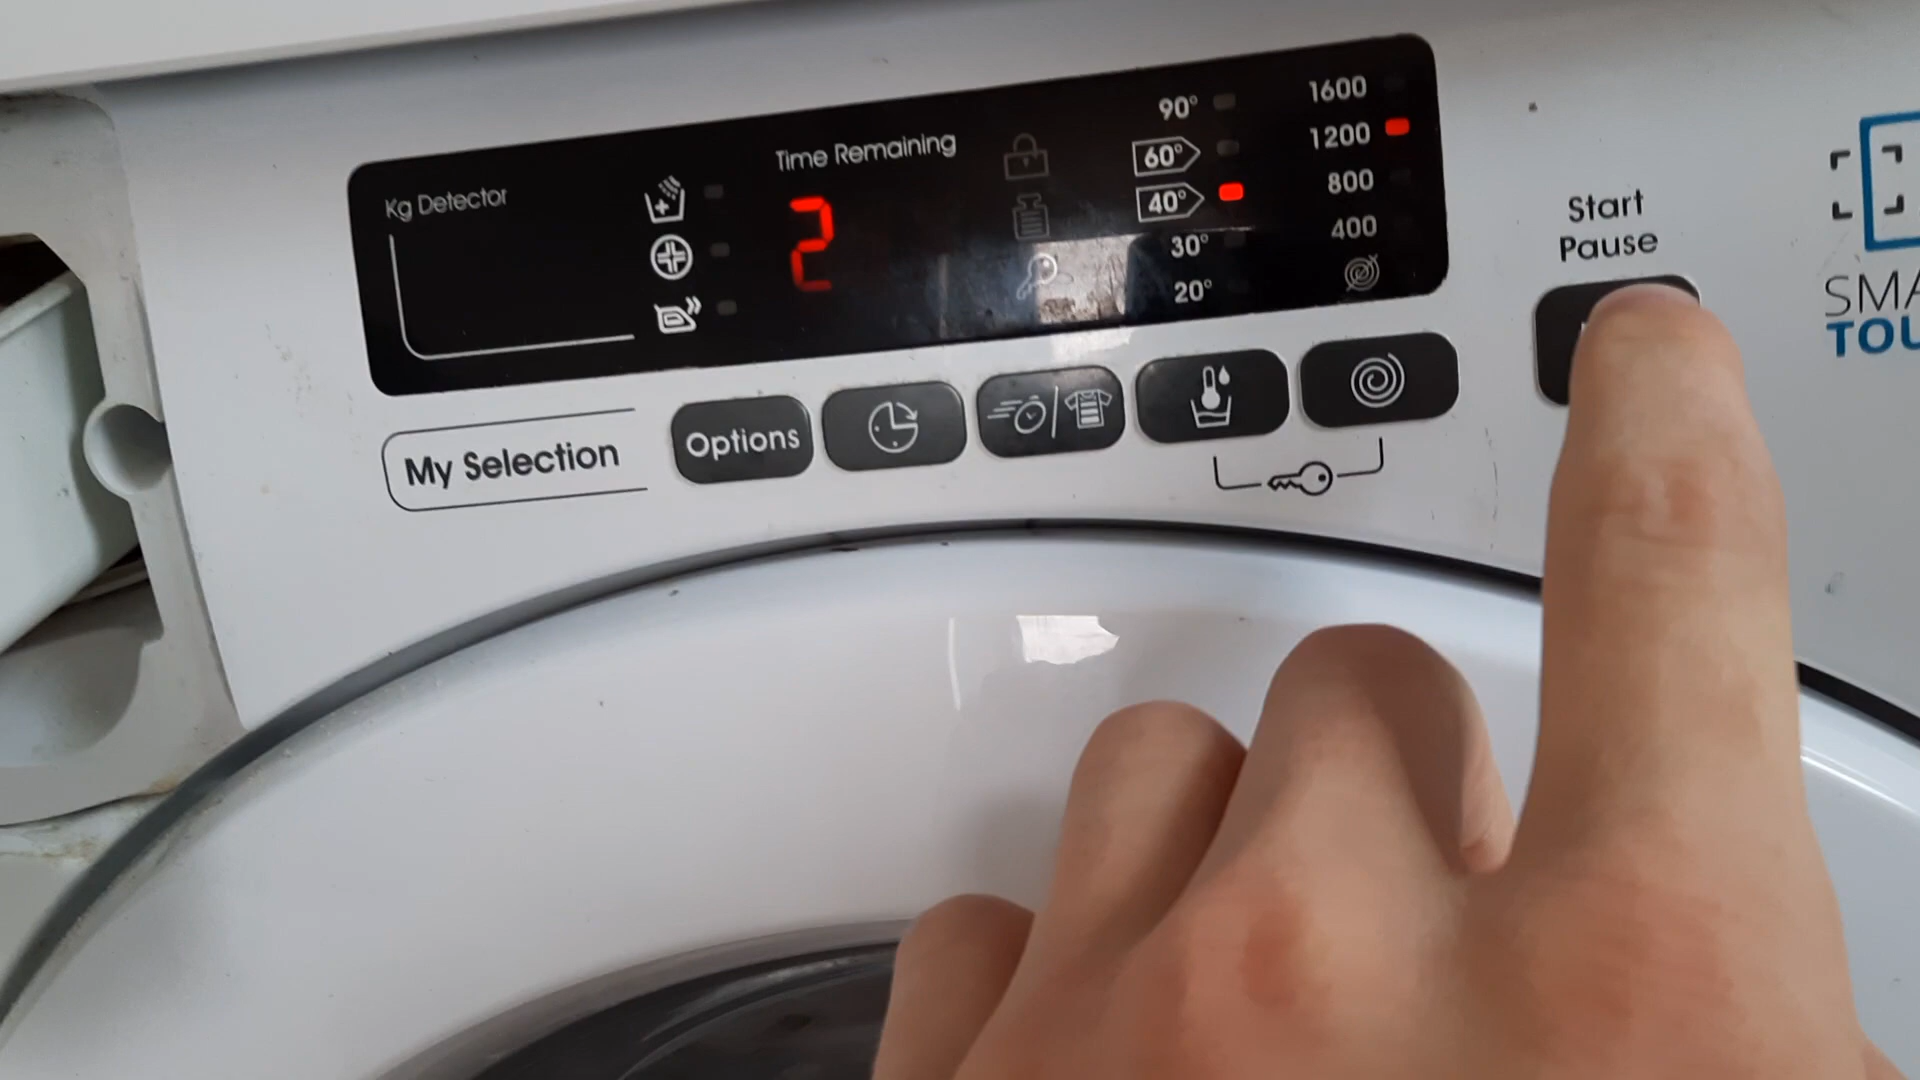 Kg Detector
Time Remaining
2
90°
60°
40°
30°
20°
1600
1200
800
400
Start
Pause
My Selection
Options
TOU